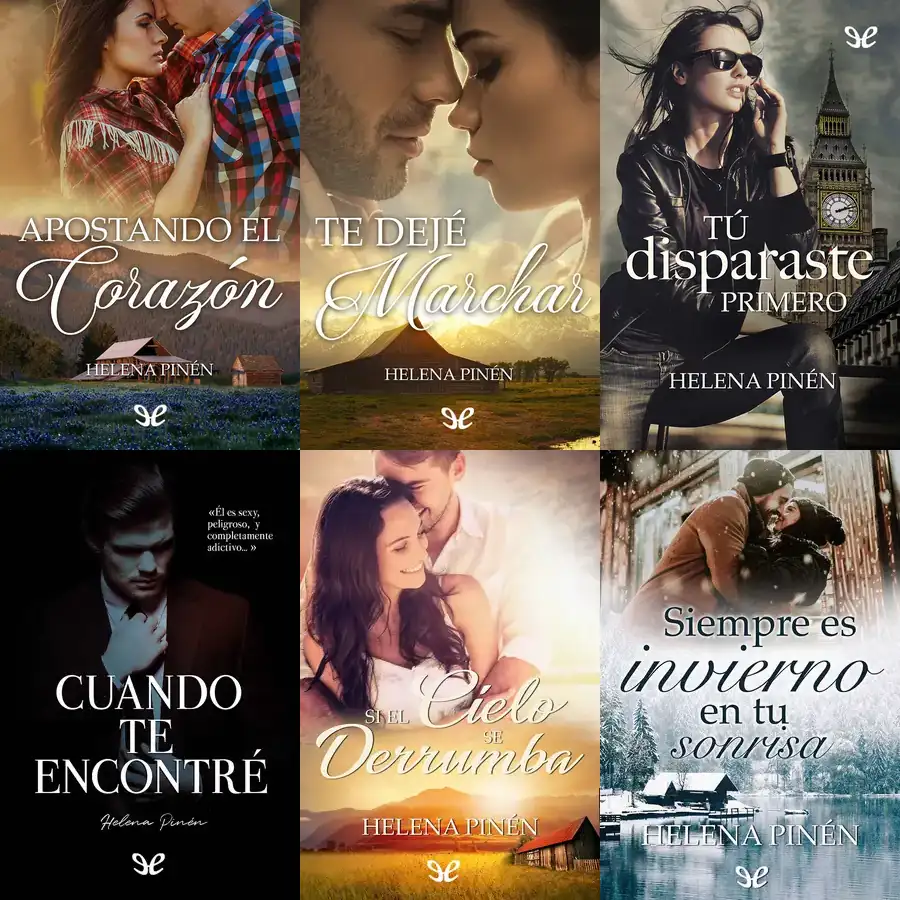 APOSTANDO EL
Corazón
HELENA PINÉN
TE DEJÉ
Marchar
HELENA PINÉN
TÚ
disparaste
PRIMERO
HELENA PINÉN
«Él es sexy,
peligroso, y
completamente
adictivo... »
CUANDO
TE
ENCONTRÉ
Helena Pinén
SI EL Cielo
SE
Derrumba
HELENA PINÉN
Siempre es
invierno
en tu
sonrisa
HELENA PINÉN